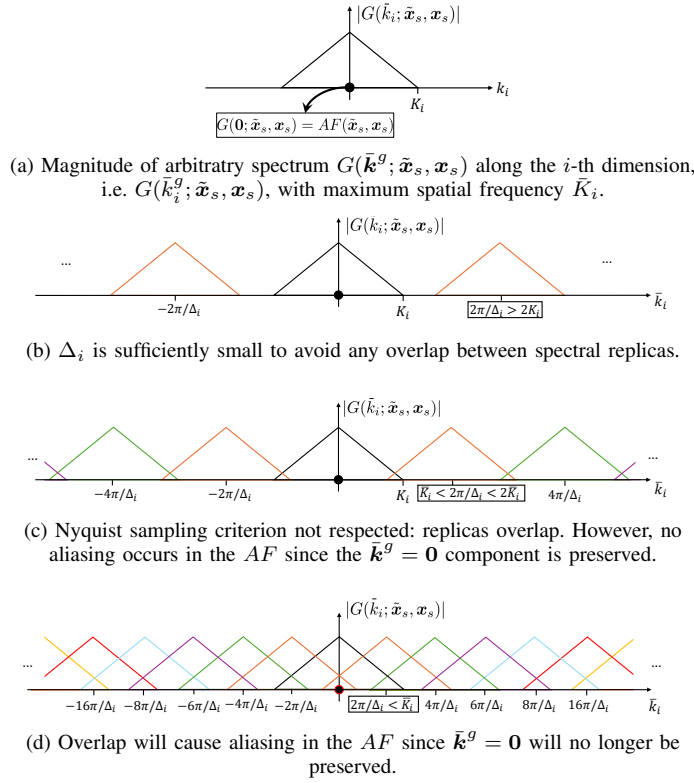 |G(k̄_i; x̃_s, x_s)|
k_i
K_i
G(0; x̃_s, x_s) = AF(x̃_s, x_s)
(a) Magnitude of arbitratry spectrum G(k̄^g; x̃_s, x_s) along the i-th dimension,
i.e. G(k̄_i^g; x̃_s, x_s), with maximum spatial frequency K̄_i.
|G(k̄_i; x̃_s, x_s)|
... ...
−2π/Δ_i K_i 2π/Δ_i > 2K_i k̄_i
(b) Δ_i is sufficiently small to avoid any overlap between spectral replicas.
|G(k̄_i; x̃_s, x_s)|
... ...
−4π/Δ_i −2π/Δ_i K_i K̄_i < 2π/Δ_i < 2K̄_i 4π/Δ_i k̄_i
(c) Nyquist sampling criterion not respected: replicas overlap. However, no
aliasing occurs in the AF since the k̄^g = 0 component is preserved.
|G(k̄_i; x̃_s, x_s)|
... ...
−16π/Δ_i −8π/Δ_i −6π/Δ_i −4π/Δ_i −2π/Δ_i 2π/Δ_i < K̄_i 4π/Δ_i 6π/Δ_i 8π/Δ_i 16π/Δ_i k̄_i
(d) Overlap will cause aliasing in the AF since k̄^g = 0 will no longer be
preserved.